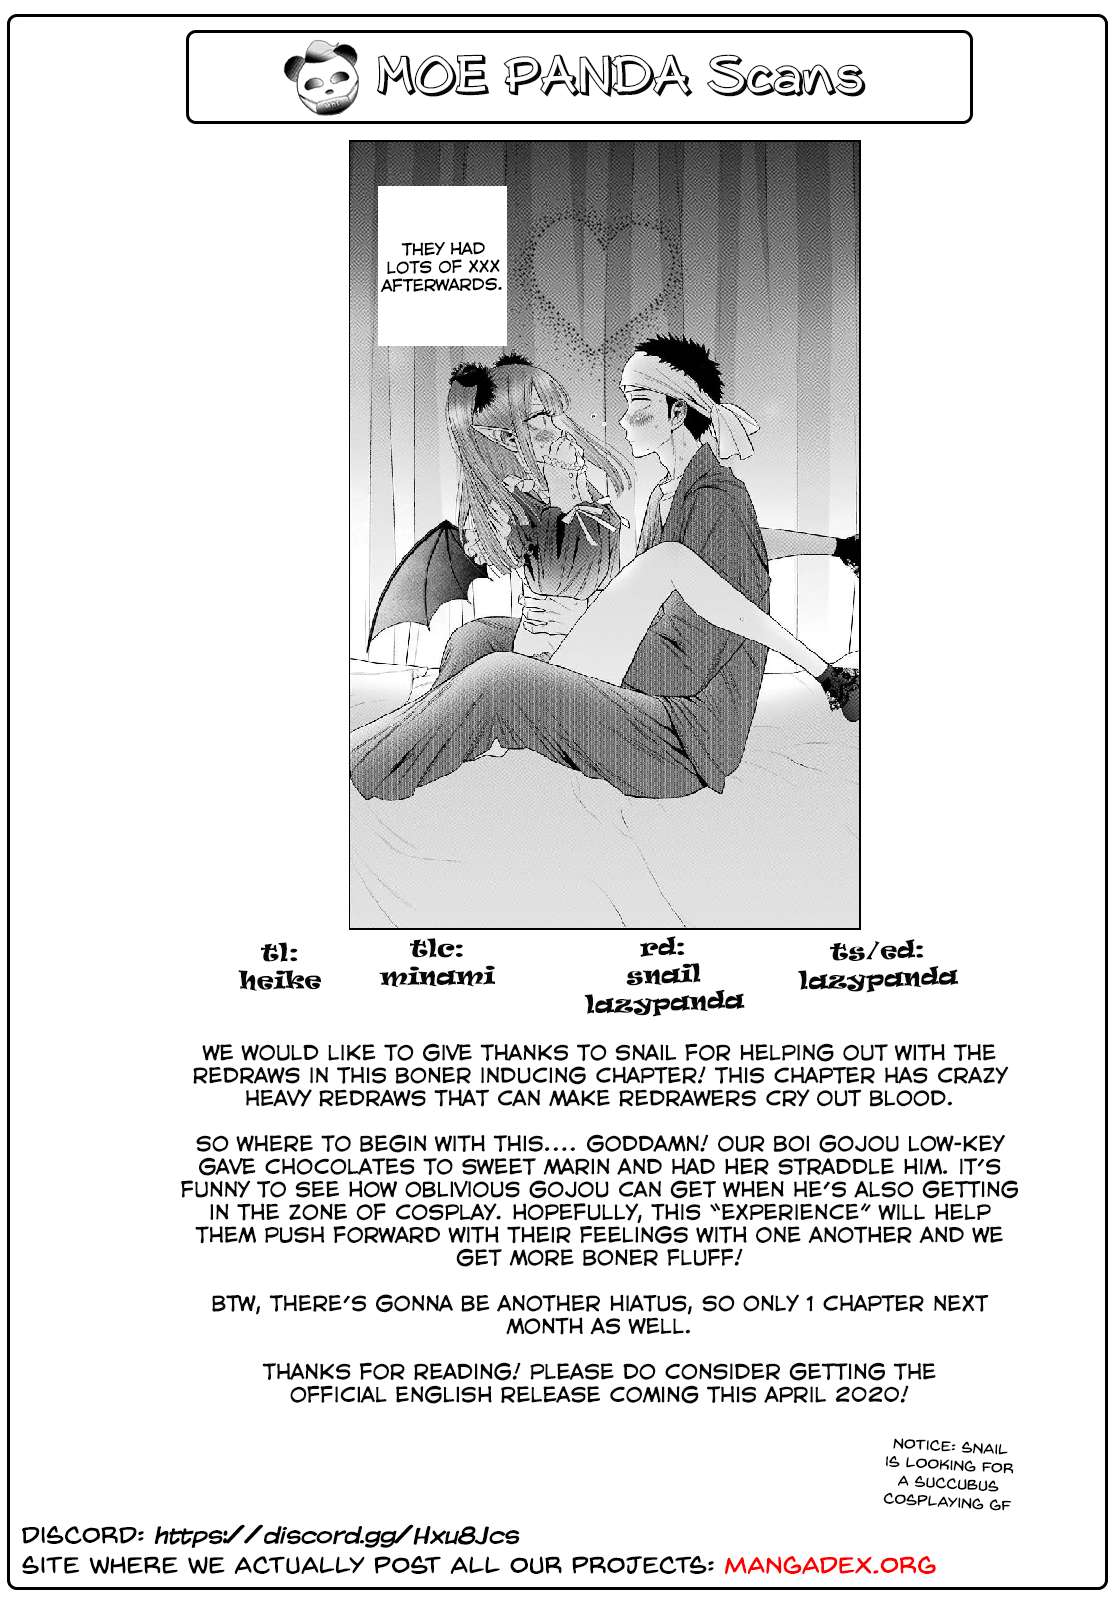 MOE PANDA Scans
THEY HAD
LOTS OF XXX
AFTERWARDS.
tl:
heike
tlc:
minami
rd:
snail
lazypanda
ts/ed:
lazypanda
WE WOULD LIKE TO GIVE THANKS TO SNAIL FOR HELPING OUT WITH THE
REDRAWS IN THIS BONER INDUCING CHAPTER! THIS CHAPTER HAS CRAZY
HEAVY REDRAWS THAT CAN MAKE REDRAWERS CRY OUT BLOOD.
SO WHERE TO BEGIN WITH THIS.... GODDAMN! OUR BOI GOJOU LOW-KEY
GAVE CHOCOLATES TO SWEET MARIN AND HAD HER STRADDLE HIM. IT'S
FUNNY TO SEE HOW OBLIVIOUS GOJOU CAN GET WHEN HE'S ALSO GETTING
IN THE ZONE OF COSPLAY. HOPEFULLY, THIS "EXPERIENCE" WILL HELP
THEM PUSH FORWARD WITH THEIR FEELINGS WITH ONE ANOTHER AND WE
GET MORE BONER FLUFF!
BTW, THERE'S GONNA BE ANOTHER HIATUS, SO ONLY 1 CHAPTER NEXT
MONTH AS WELL.
THANKS FOR READING! PLEASE DO CONSIDER GETTING THE
OFFICIAL ENGLISH RELEASE COMING THIS APRIL 2020!
NOTICE: SNAIL
IS LOOKING FOR
A SUCCUBUS
COSPLAYING GF
DISCORD: https://discord.gg/Hxu8Jcs
SITE WHERE WE ACTUALLY POST ALL OUR PROJECTS: MANGADEX.ORG